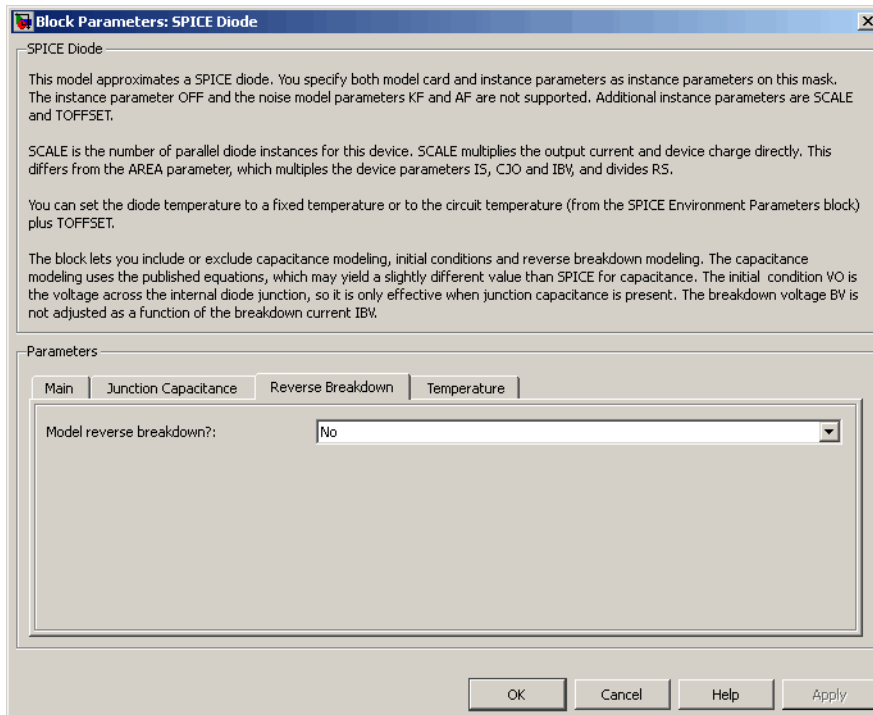 Block Parameters: SPICE Diode
SPICE Diode
This model approximates a SPICE diode. You specify both model card and instance parameters as instance parameters on this mask.
The instance parameter OFF and the noise model parameters KF and AF are not supported. Additional instance parameters are SCALE
and TOFFSET.
SCALE is the number of parallel diode instances for this device. SCALE multiplies the output current and device charge directly. This
differs from the AREA parameter, which multiples the device parameters IS, CJO and IBV, and divides RS.
You can set the diode temperature to a fixed temperature or to the circuit temperature (from the SPICE Environment Parameters block)
plus TOFFSET.
The block lets you include or exclude capacitance modeling, initial conditions and reverse breakdown modeling. The capacitance
modeling uses the published equations, which may yield a slightly different value than SPICE for capacitance. The initial condition VO is
the voltage across the internal diode junction, so it is only effective when junction capacitance is present. The breakdown voltage BV is
not adjusted as a function of the breakdown current IBV.
Parameters
Main Junction Capacitance Reverse Breakdown Temperature
Model reverse breakdown?: No
OK Cancel Help Apply